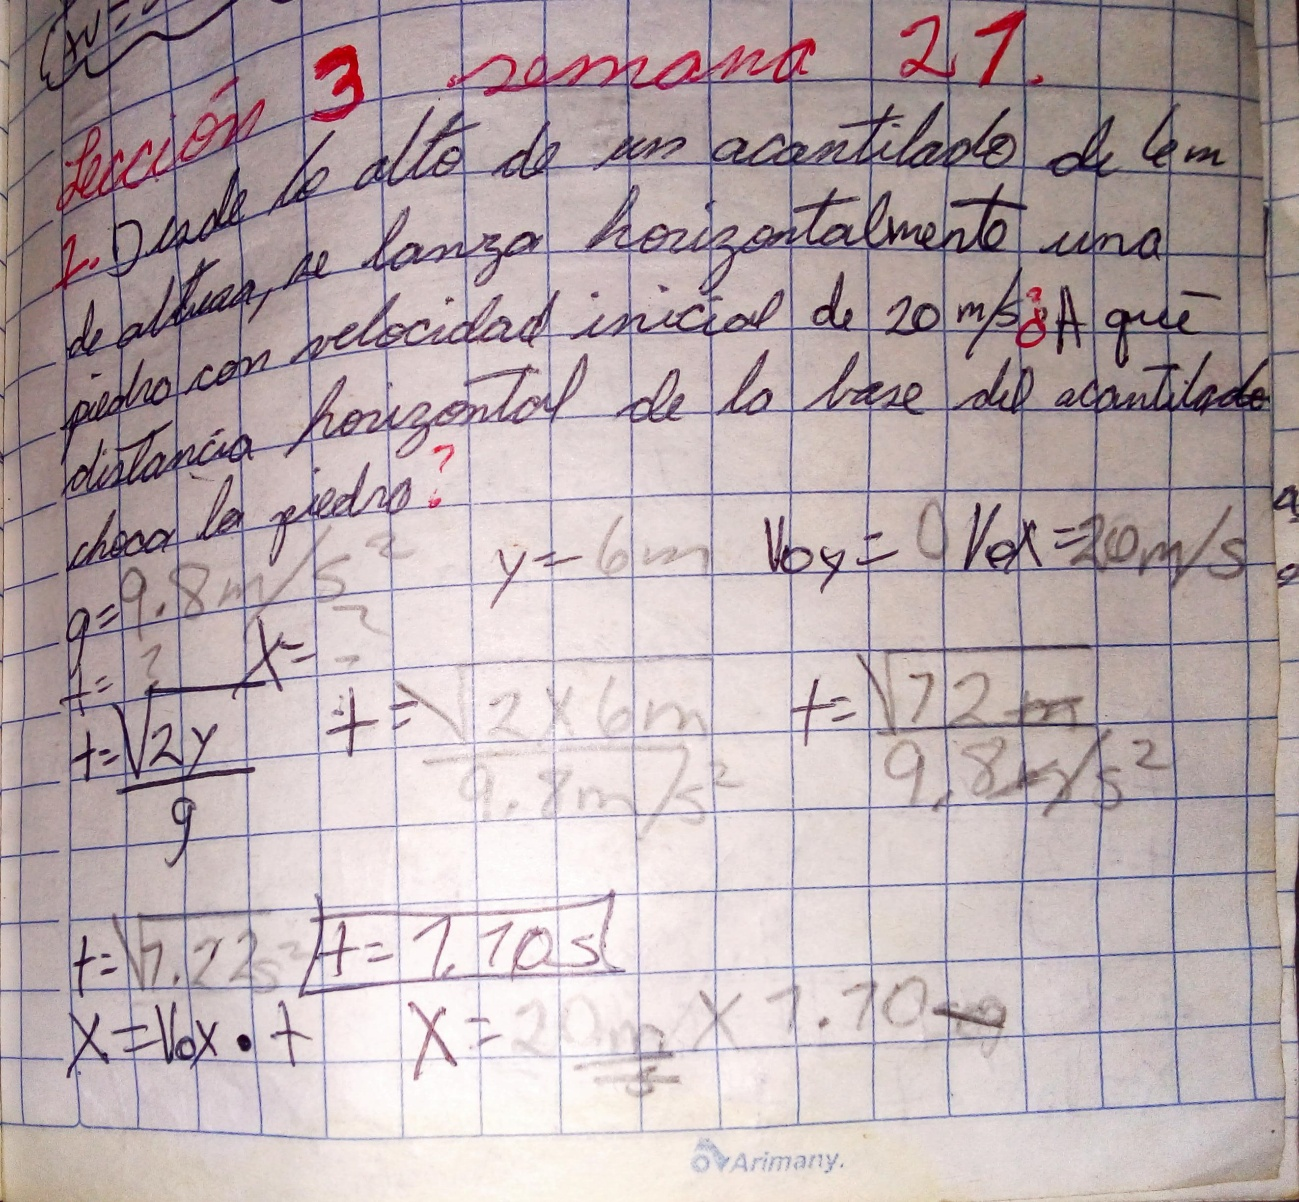 Lección 3 semana 21.
1. Desde lo alto de un acantilado de 6m
de altura, se lanza horizontalmente una
piedra con velocidad inicial de 20 m/s ¿A qué
distancia horizontal de la base del acantilado
choca la piedra?
g=9.8m/s² y=-6m Voy=0 Vox=20m/s
t=? X=?
t=√2y/g t=√2x6m/9.8m/s² t=√12m/9.8m/s²
t=√1.22s² t=1.10s
X=Vox•t X=20m/s X 1.10
Arimany.